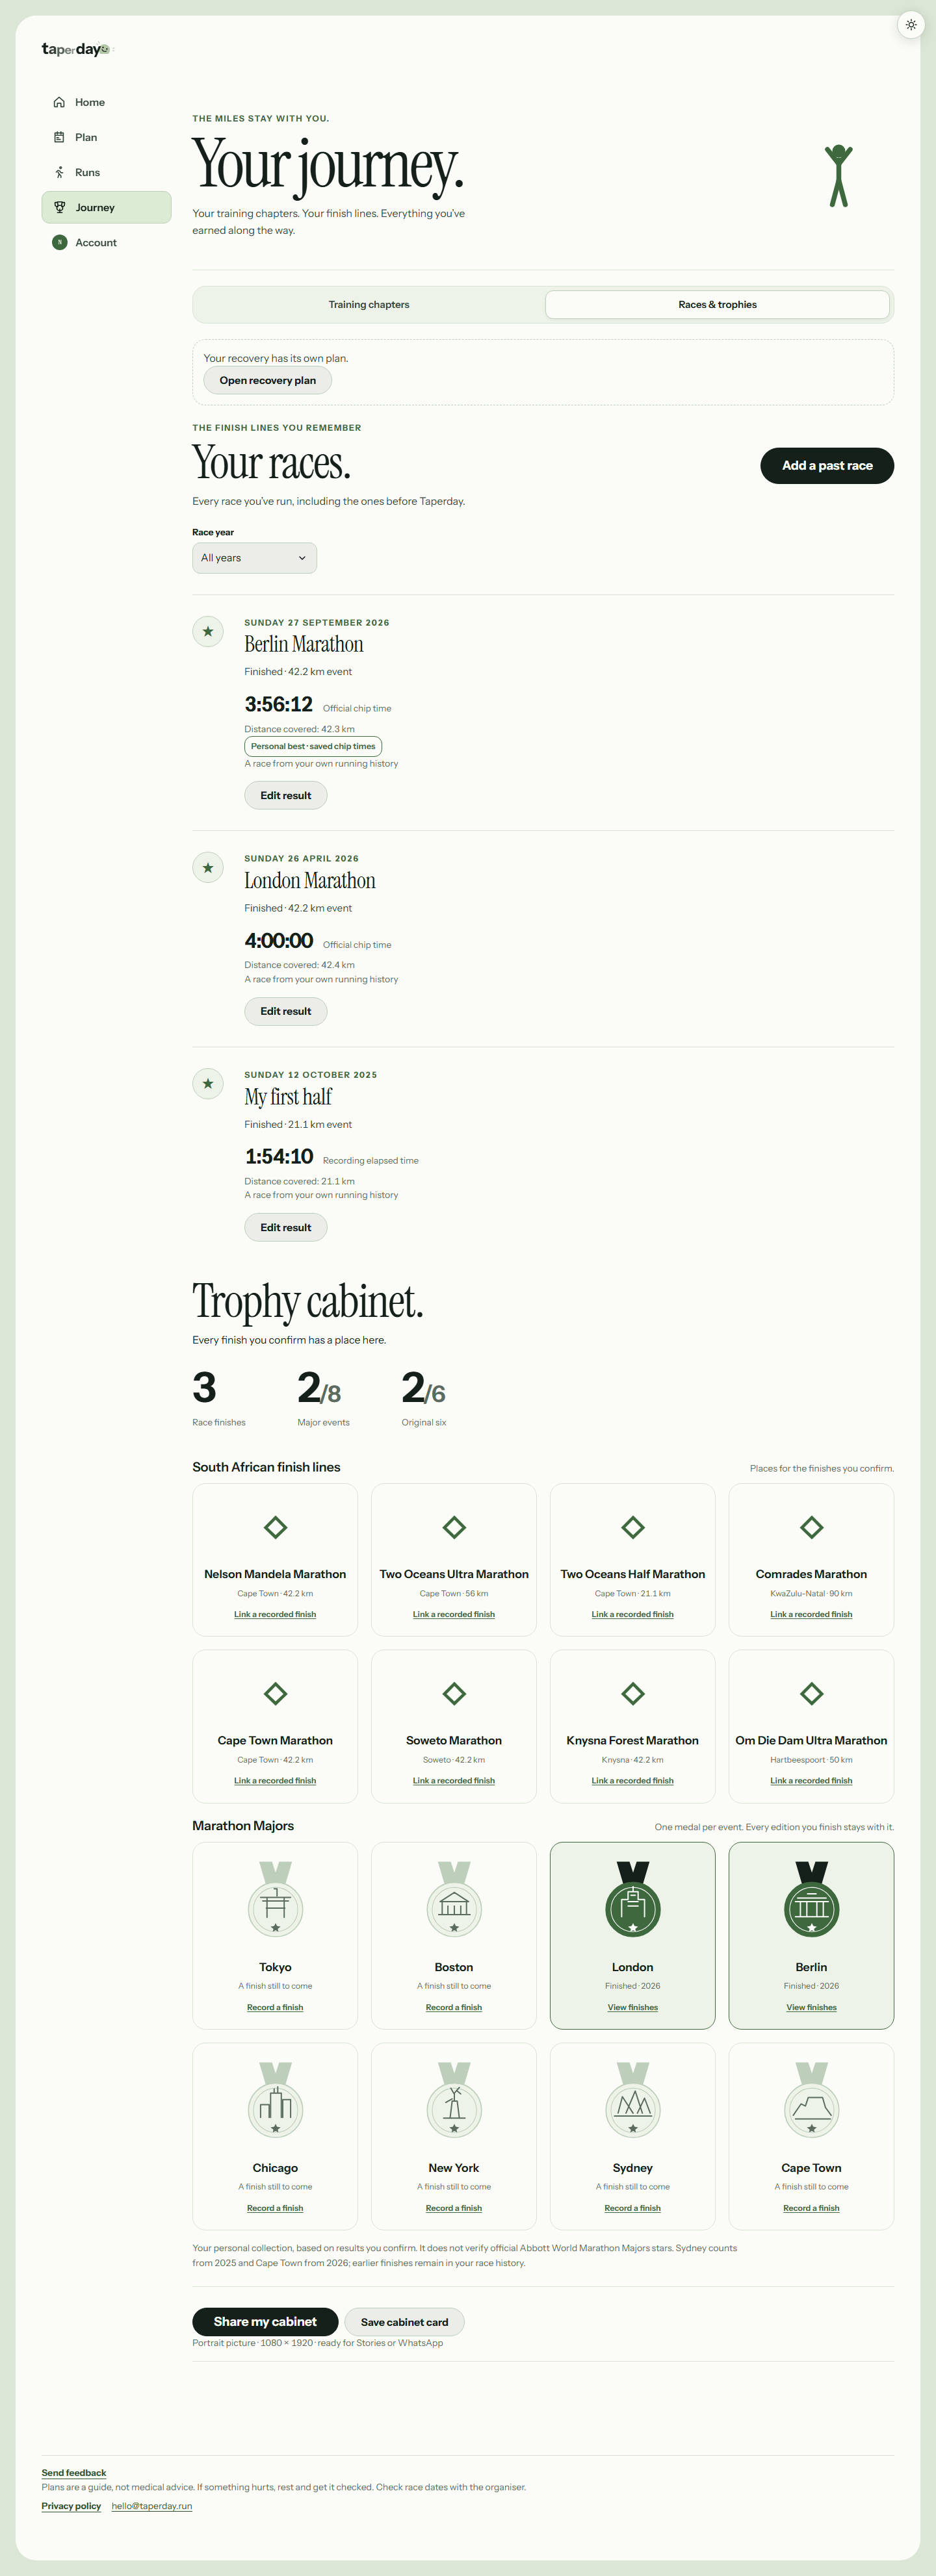 taperday
Home
Plan
Runs
Journey
N
Account
THE MILES STAY WITH YOU.
Your journey.
Your training chapters. Your finish lines. Everything you've
earned along the way.
Training chapters
Races & trophies
Your recovery has its own plan.
Open recovery plan
THE FINISH LINES YOU REMEMBER
Your races.
Add a past race
Every race you've run, including the ones before Taperday.
Race year
All years
SUNDAY 27 SEPTEMBER 2026
Berlin Marathon
Finished · 42.2 km event
3:56:12 Official chip time
Distance covered: 42.3 km
Personal best · saved chip times
A race from your own running history
Edit result
SUNDAY 26 APRIL 2026
London Marathon
Finished · 42.2 km event
4:00:00 Official chip time
Distance covered: 42.4 km
A race from your own running history
Edit result
SUNDAY 12 OCTOBER 2025
My first half
Finished · 21.1 km event
1:54:10 Recording elapsed time
Distance covered: 21.1 km
A race from your own running history
Edit result
Trophy cabinet.
Every finish you confirm has a place here.
3 2/8 2/6
Race finishes Major events Original six
South African finish lines Places for the finishes you confirm.
Nelson Mandela Marathon Two Oceans Ultra Marathon Two Oceans Half Marathon Comrades Marathon
Cape Town · 42.2 km Cape Town · 56 km Cape Town · 21.1 km KwaZulu-Natal · 90 km
Link a recorded finish Link a recorded finish Link a recorded finish Link a recorded finish
Cape Town Marathon Soweto Marathon Knysna Forest Marathon Om Die Dam Ultra Marathon
Cape Town · 42.2 km Soweto · 42.2 km Knysna · 42.2 km Hartbeespoort · 50 km
Link a recorded finish Link a recorded finish Link a recorded finish Link a recorded finish
Marathon Majors One medal per event. Every edition you finish stays with it.
Tokyo Boston London Berlin
A finish still to come A finish still to come Finished · 2026 Finished · 2026
Record a finish Record a finish View finishes View finishes
Chicago New York Sydney Cape Town
A finish still to come A finish still to come A finish still to come A finish still to come
Record a finish Record a finish Record a finish Record a finish
Your personal collection, based on results you confirm. It does not verify official Abbott World Marathon Majors stars. Sydney counts
from 2025 and Cape Town from 2026; earlier finishes remain in your race history.
Share my cabinet Save cabinet card
Portrait picture · 1080 × 1920 · ready for Stories or WhatsApp
Send feedback
Plans are a guide, not medical advice. If something hurts, rest and get it checked. Check race dates with the organiser.
Privacy policy hello@taperday.run